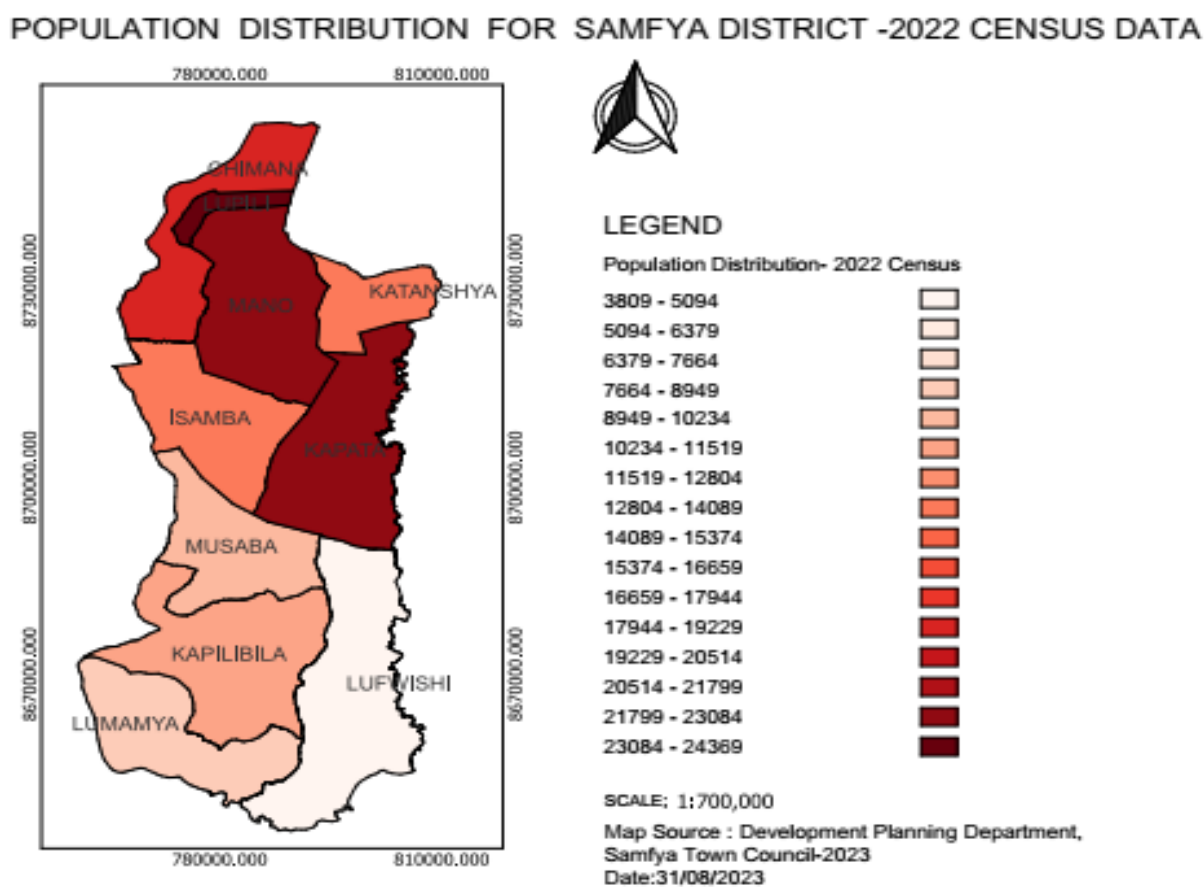 POPULATION DISTRIBUTION FOR SAMFYA DISTRICT -2022 CENSUS DATA
780000.000 810000.000
CHIMANA
LUPILI
8730000.000 8730000.000
MANO
KATANSHYA
ISAMBA
KAPATA
8700000.000 8700000.000
MUSABA
KAPILIBILA
8670000.000 8670000.000
LUFWISHI
LUMAMYA
780000.000 810000.000
LEGEND
Population Distribution- 2022 Census
3809 - 5094
5094 - 6379
6379 - 7664
7664 - 8949
8949 - 10234
10234 - 11519
11519 - 12804
12804 - 14089
14089 - 15374
15374 - 16659
16659 - 17944
17944 - 19229
19229 - 20514
20514 - 21799
21799 - 23084
23084 - 24369
SCALE; 1:700,000
Map Source : Development Planning Department,
Samfya Town Council-2023
Date:31/08/2023